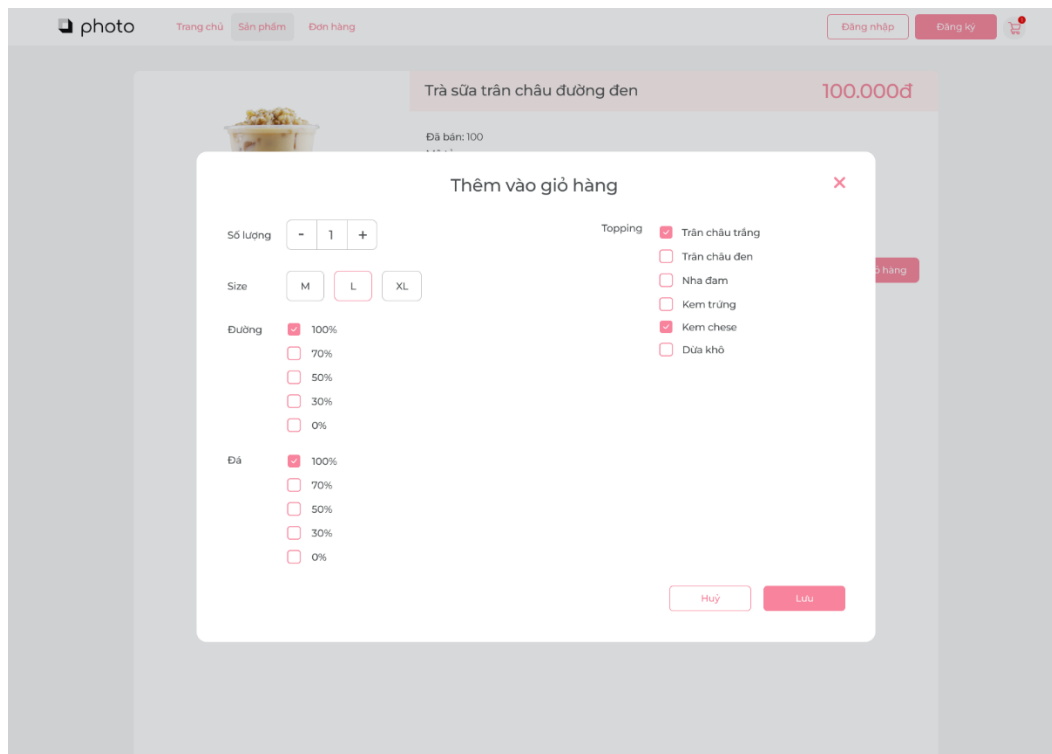 photo
Trang chủ Sản phẩm Đơn hàng
Đăng nhập Đăng ký
Trà sữa trân châu đường đen 100.000đ
Đã bán: 100
Thêm vào giỏ hàng
Số lượng - 1 +
Size M L XL
Đường 100%
70%
50%
30%
0%
Đá 100%
70%
50%
30%
0%
Topping Trân châu trắng
Trân châu đen
Nha đam
Kem trứng
Kem chese
Dừa khô
hàng
Huỷ Lưu